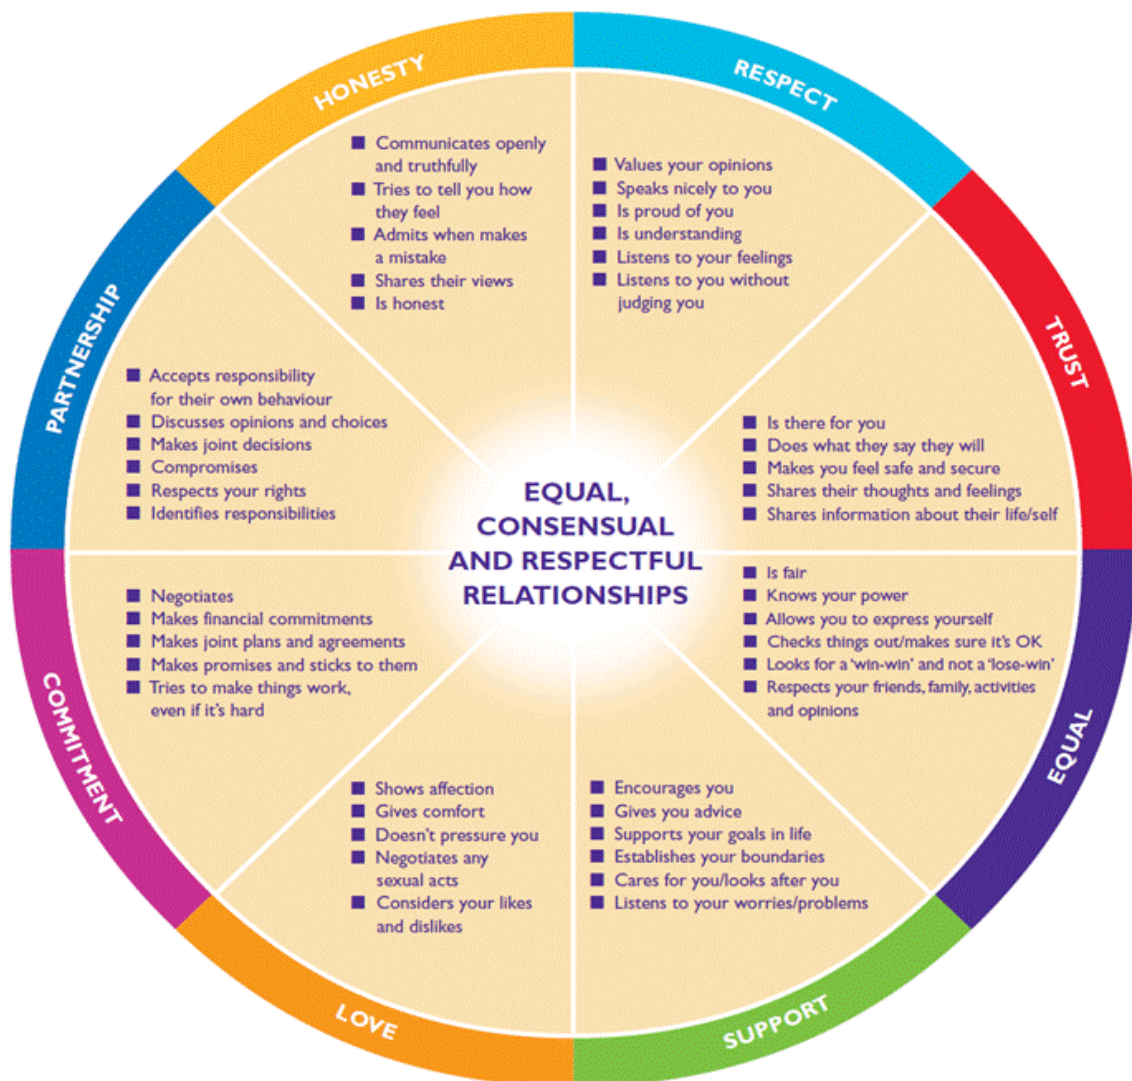 HONESTY
Communicates openly
and truthfully
Tries to tell you how
they feel
Admits when makes
a mistake
Shares their views
Is honest
RESPECT
Values your opinions
Speaks nicely to you
Is proud of you
Is understanding
Listens to your feelings
Listens to you without
judging you
TRUST
Is there for you
Does what they say they will
Makes you feel safe and secure
Shares their thoughts and feelings
Shares information about their life/self
EQUAL
Is fair
Knows your power
Allows you to express yourself
Checks things out/makes sure it's OK
Looks for a 'win-win' and not a 'lose-win'
Respects your friends, family, activities
and opinions
SUPPORT
Encourages you
Gives you advice
Supports your goals in life
Establishes your boundaries
Cares for you/looks after you
Listens to your worries/problems
LOVE
Shows affection
Gives comfort
Doesn't pressure you
Negotiates any
sexual acts
Considers your likes
and dislikes
COMMITMENT
Negotiates
Makes financial commitments
Makes joint plans and agreements
Makes promises and sticks to them
Tries to make things work,
even if it's hard
PARTNERSHIP
Accepts responsibility
for their own behaviour
Discusses opinions and choices
Makes joint decisions
Compromises
Respects your rights
Identifies responsibilities
EQUAL,
CONSENSUAL
AND RESPECTFUL
RELATIONSHIPS